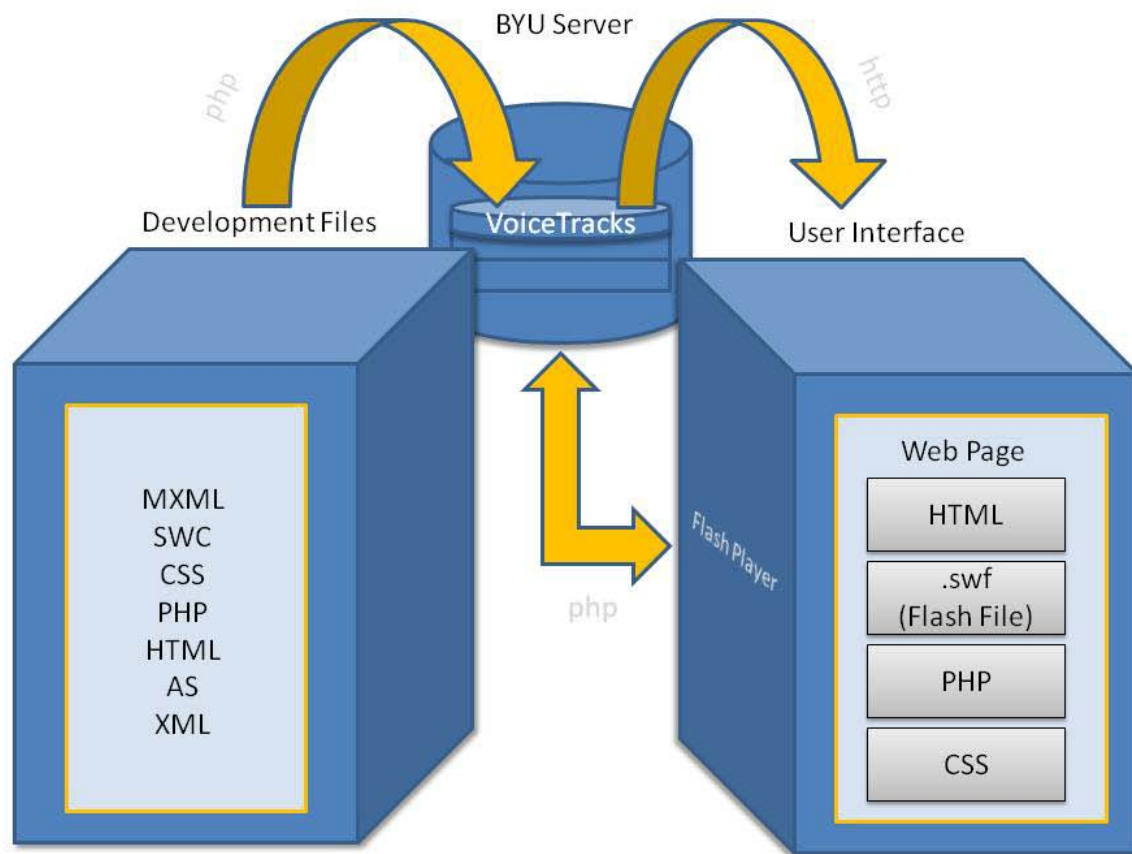 BYU Server
php
http
Development Files
VoiceTracks
User Interface
MXML
SWC
CSS
PHP
HTML
AS
XML
Flash Player
php
Web Page
HTML
.swf
(Flash File)
PHP
CSS